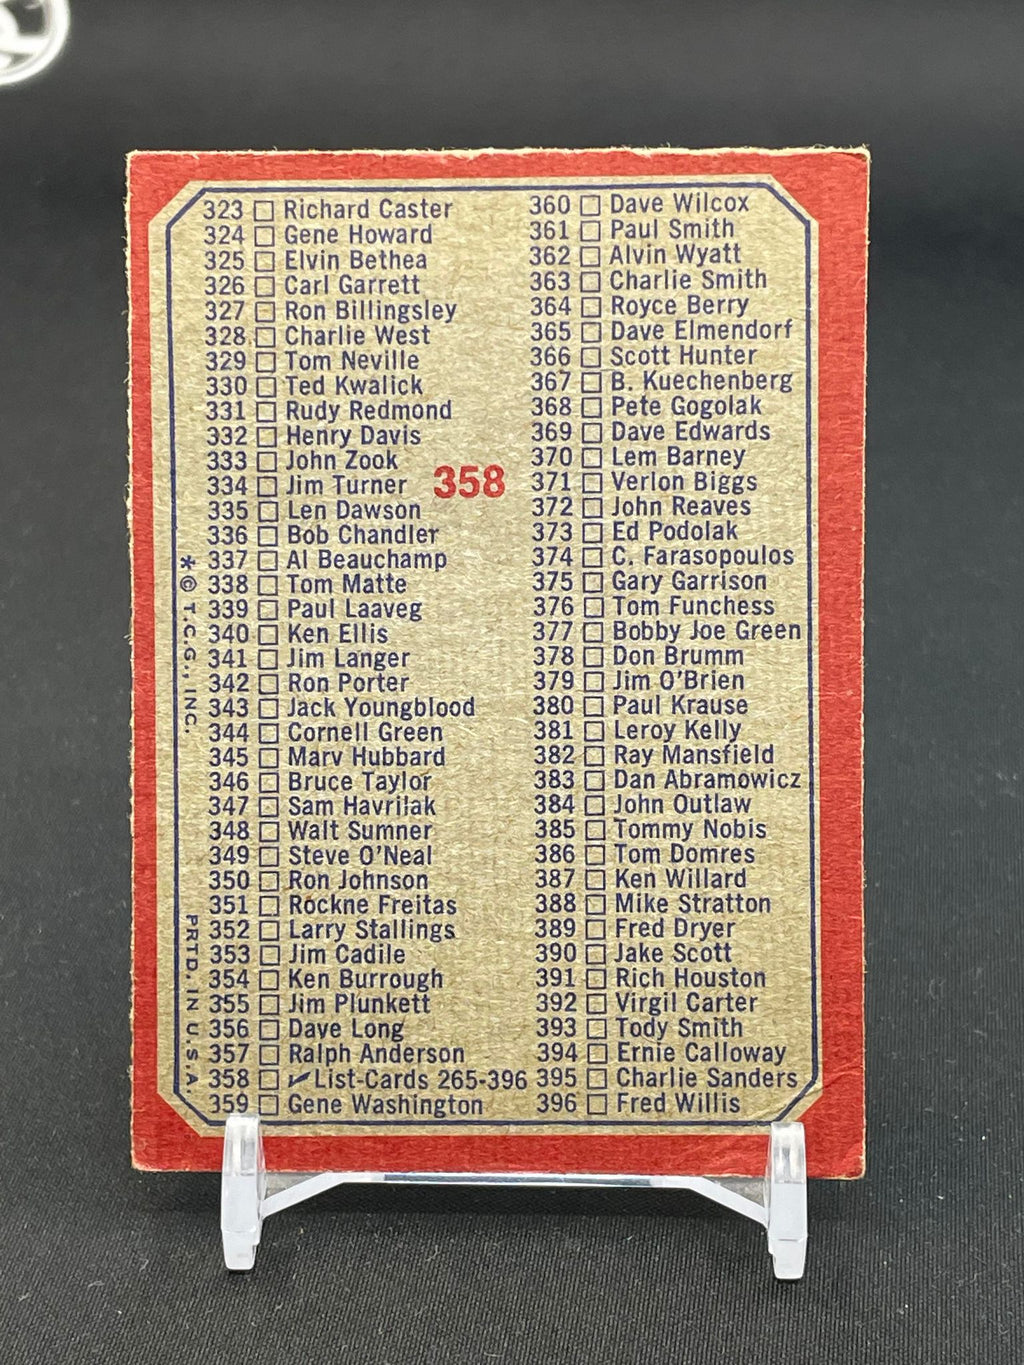 323 □ Richard Caster
324 □ Gene Howard
325 □ Elvin Bethea
326 □ Carl Garrett
327 □ Ron Billingsley
328 □ Charlie West
329 □ Tom Neville
330 □ Ted Kwalick
331 □ Rudy Redmond
332 □ Henry Davis
333 □ John Zook
334 □ Jim Turner
335 □ Len Dawson
336 □ Bob Chandler
337 □ Al Beauchamp
338 □ Tom Matte
339 □ Paul Laaveg
340 □ Ken Ellis
341 □ Jim Langer
342 □ Ron Porter
343 □ Jack Youngblood
344 □ Cornell Green
345 □ Marv Hubbard
346 □ Bruce Taylor
347 □ Sam Havrilak
348 □ Walt Sumner
349 □ Steve O'Neal
350 □ Ron Johnson
351 □ Rockne Freitas
352 □ Larry Stallings
353 □ Jim Cadile
354 □ Ken Burrough
355 □ Jim Plunkett
356 □ Dave Long
357 □ Ralph Anderson
358 □ ✓List-Cards 265-396
359 □ Gene Washington
358
360 □ Dave Wilcox
361 □ Paul Smith
362 □ Alvin Wyatt
363 □ Charlie Smith
364 □ Royce Berry
365 □ Dave Elmendorf
366 □ Scott Hunter
367 □ B. Kuechenberg
368 □ Pete Gogolak
369 □ Dave Edwards
370 □ Lem Barney
371 □ Verlon Biggs
372 □ John Reaves
373 □ Ed Podolak
374 □ C. Farasopoulos
375 □ Gary Garrison
376 □ Tom Funchess
377 □ Bobby Joe Green
378 □ Don Brumm
379 □ Jim O'Brien
380 □ Paul Krause
381 □ Leroy Kelly
382 □ Ray Mansfield
383 □ Dan Abramowicz
384 □ John Outlaw
385 □ Tommy Nobis
386 □ Tom Domres
387 □ Ken Willard
388 □ Mike Stratton
389 □ Fred Dryer
390 □ Jake Scott
391 □ Rich Houston
392 □ Virgil Carter
393 □ Tody Smith
394 □ Ernie Calloway
395 □ Charlie Sanders
396 □ Fred Willis
*© T.C.G., INC. PRTD. IN U.S.A.